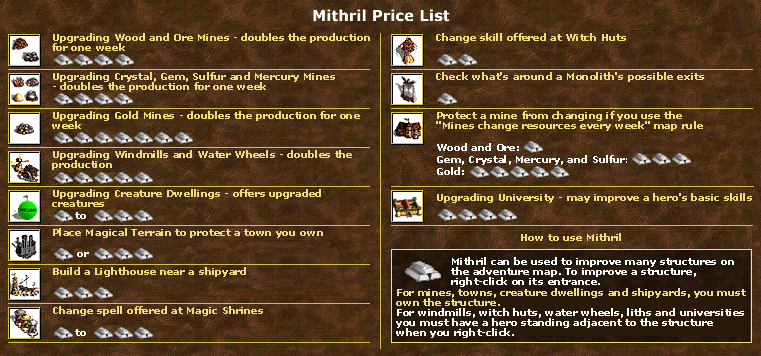 Mithril Price List
Upgrading Wood and Ore Mines - doubles the production
for one week
Upgrading Crystal, Gem, Sulfur and Mercury Mines
- doubles the production for one week
Upgrading Gold Mines - doubles the production for one
week
Upgrading Windmills and Water Wheels - doubles the
production
Upgrading Creature Dwellings - offers upgraded
creatures
to
Place Magical Terrain to protect a town you own
or
Build a Lighthouse near a shipyard
Change spell offered at Magic Shrines
to
Change skill offered at Witch Huts
Check what's around a Monolith's possible exits
Protect a mine from changing if you use the
"Mines change resources every week" map rule
Wood and Ore:
Gem, Crystal, Mercury, and Sulfur:
Gold:
Upgrading University - may improve a hero's basic skills
How to use Mithril
Mithril can be used to improve many structures on
the adventure map. To improve a structure,
right-click on its entrance.
For mines, towns, creature dwellings and shipyards, you must
own the structure.
For windmills, witch huts, water wheels, liths and universities
you must have a hero standing adjacent to the structure
when you right-click.